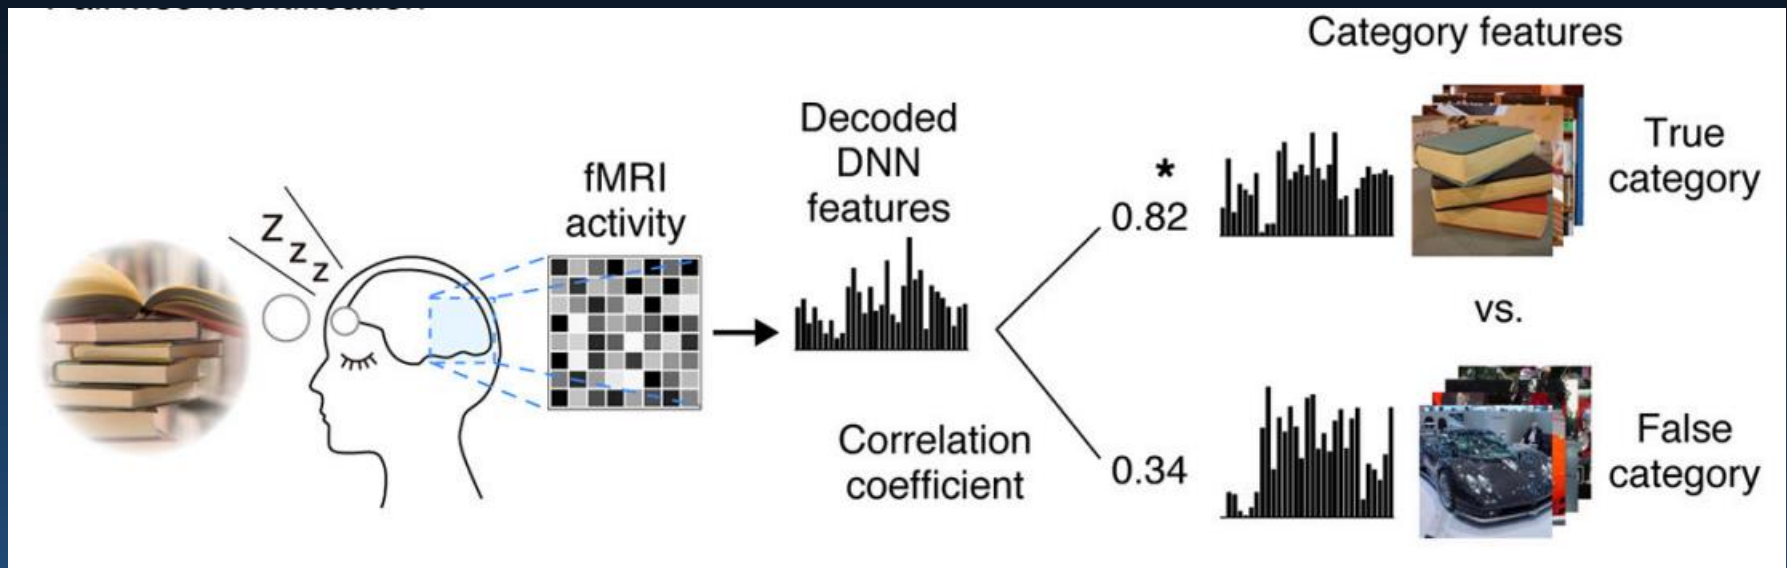 Category features
Decoded
DNN
features
fMRI
activity
Z
z
z
*
0.82
True
category
vs.
Correlation
coefficient
0.34
False
category